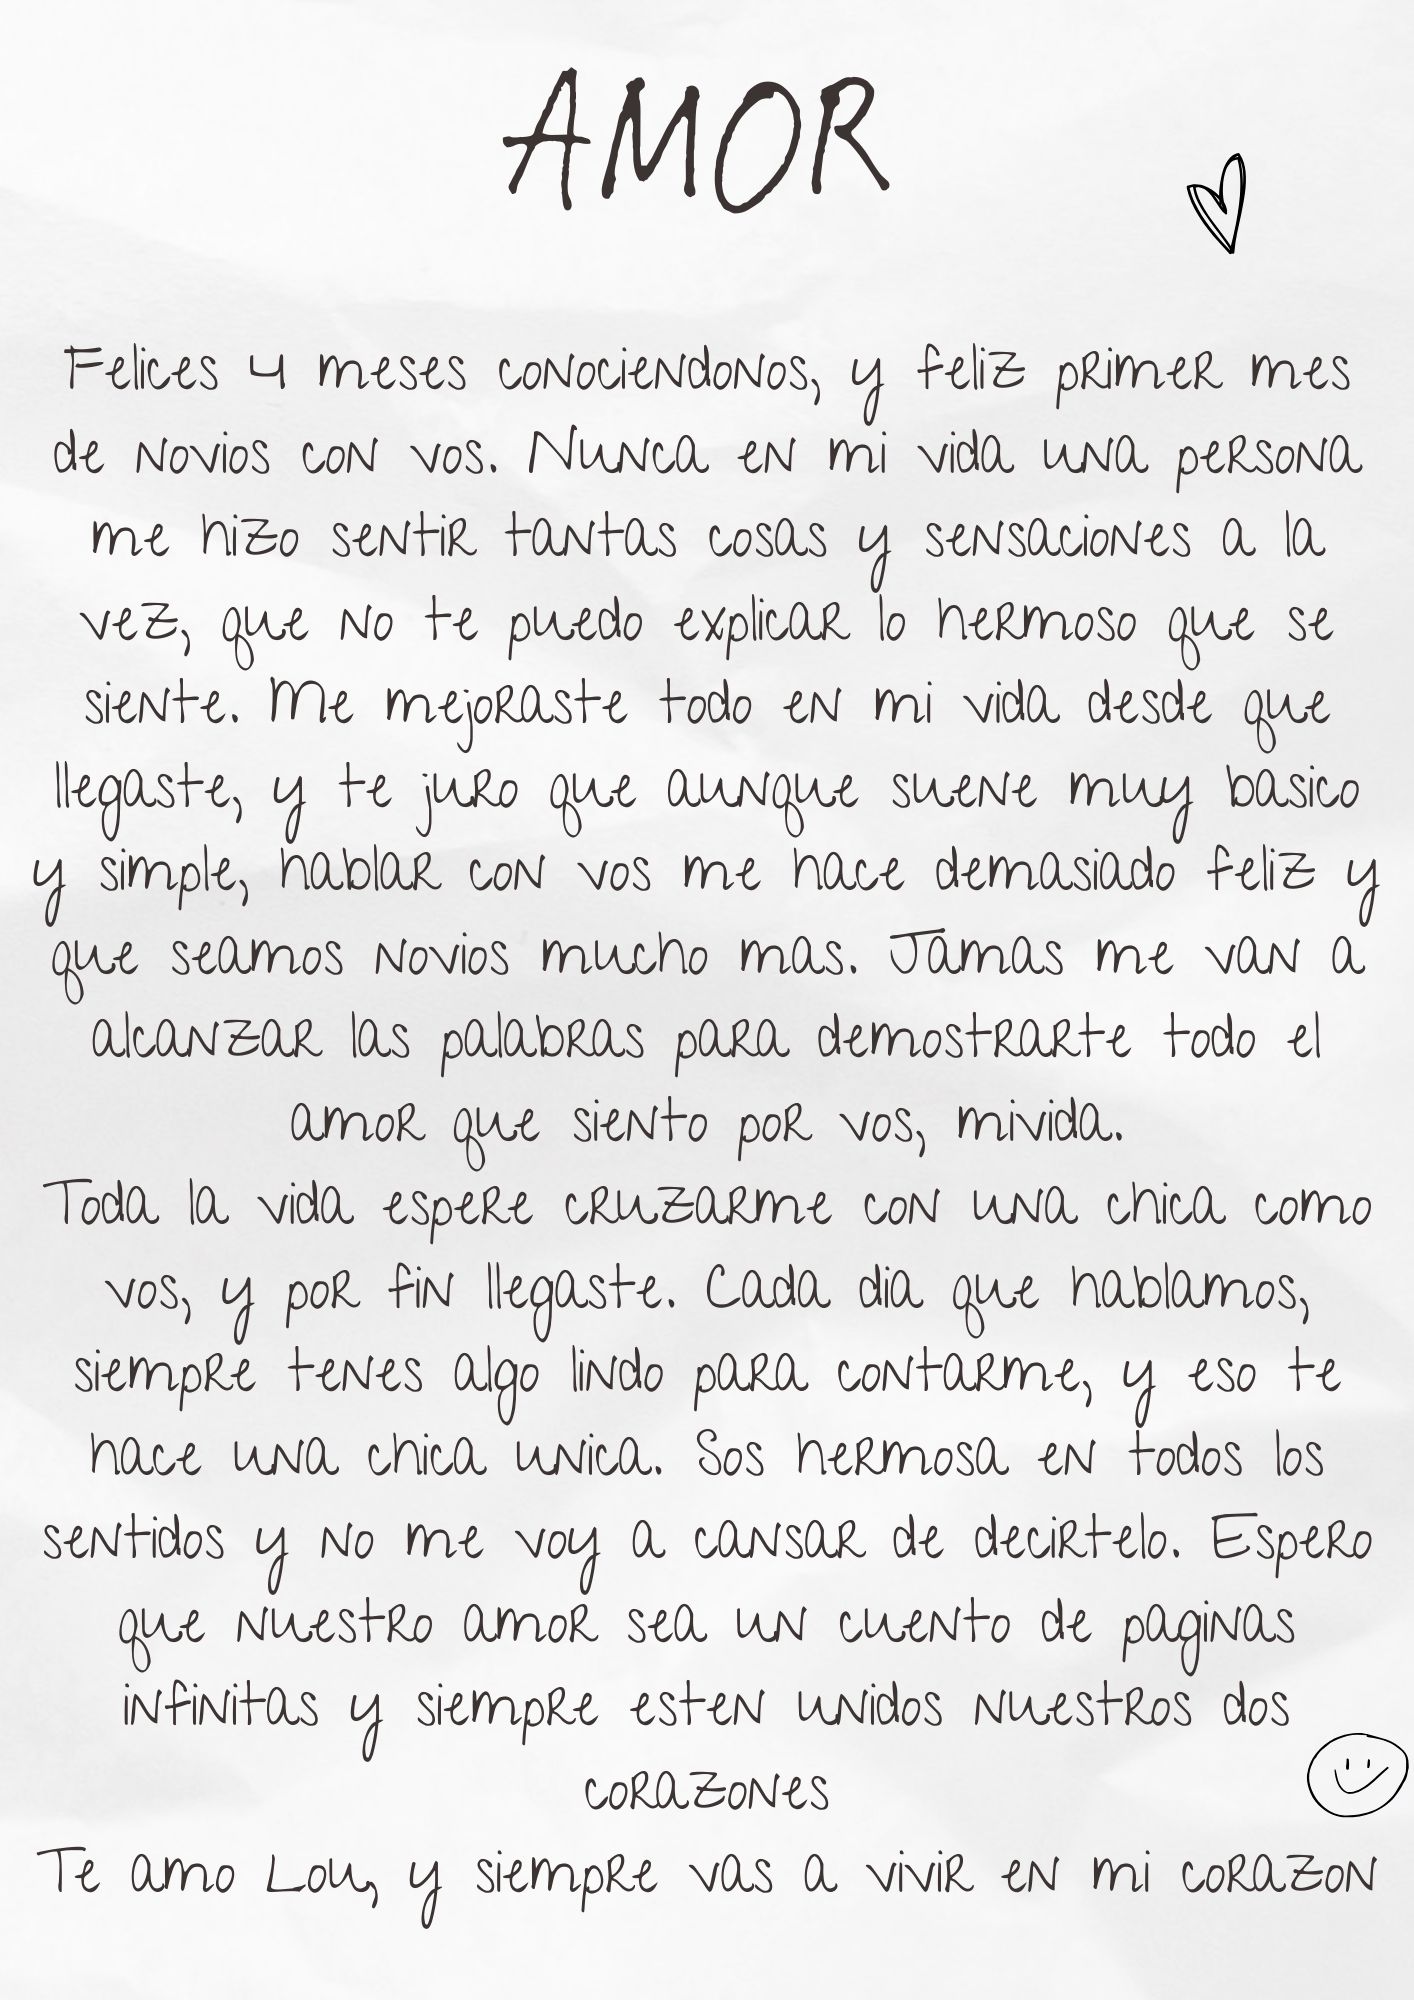 AMOR
Felices 4 meses conociendonos, y feliz primer mes
de novios con vos. Nunca en mi vida una persona
me hizo sentir tantas cosas y sensaciones a la
vez, que no te puedo explicar lo hermoso que se
siente. Me mejoraste todo en mi vida desde que
llegaste, y te juro que aunque suene muy basico
y simple, hablar con vos me hace demasiado feliz y
que seamos novios mucho mas. Jamas me van a
alcanzar las palabras para demostrarte todo el
amor que siento por vos, mivida.
Toda la vida espere cruzarme con una chica como
vos, y por fin llegaste. Cada dia que hablamos,
siempre tenes algo lindo para contarme, y eso te
hace una chica unica. Sos hermosa en todos los
sentidos y no me voy a cansar de decirtelo. Espero
que nuestro amor sea un cuento de paginas
infinitas y siempre esten unidos nuestros dos
corazones
Te amo Lou, y siempre vas a vivir en mi corazon